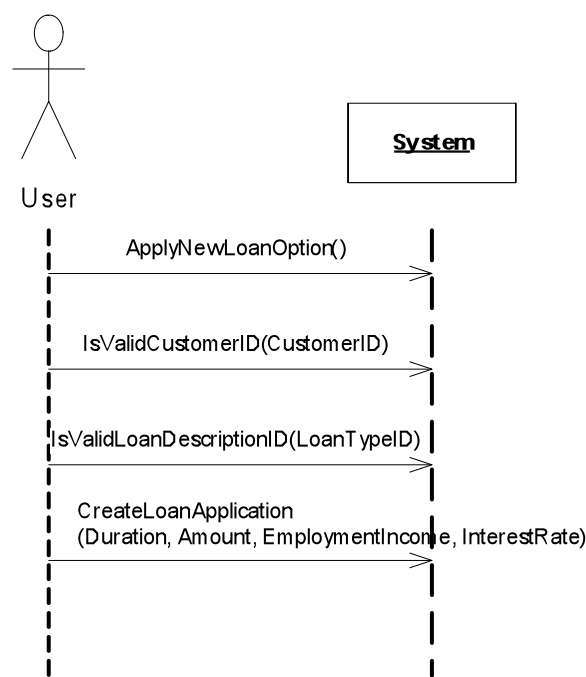 System
User
ApplyNewLoanOption()
IsValidCustomerID(CustomerID)
IsValidLoanDescriptionID(LoanTypeID)
CreateLoanApplication
(Duration, Amount, EmploymentIncome, InterestRate)